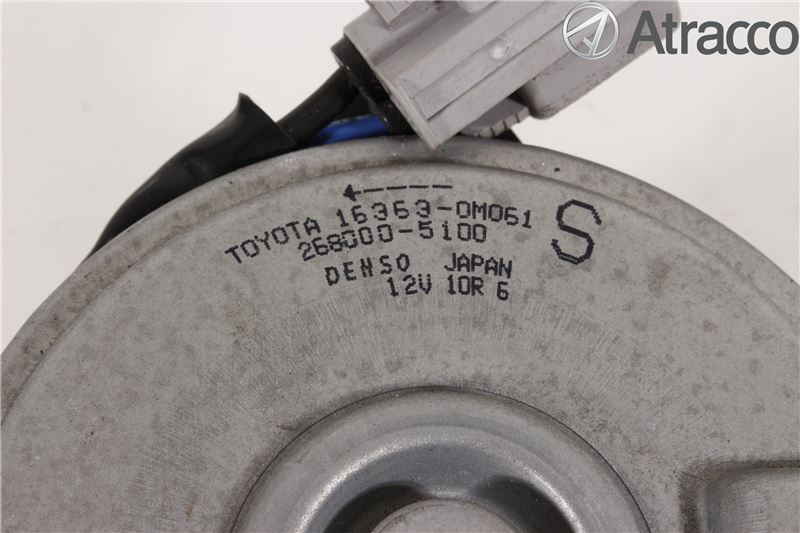 Atracco
TOYOTA 16363-0M061
268000-5100
S
DENSO JAPAN
12V 10R 6